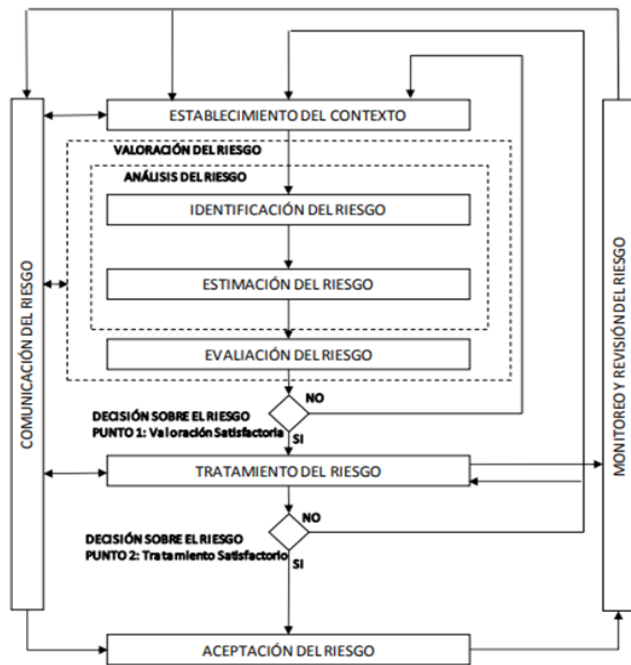 ESTABLECIMIENTO DEL CONTEXTO
VALORACIÓN DEL RIESGO
ANÁLISIS DEL RIESGO
IDENTIFICACIÓN DEL RIESGO
ESTIMACIÓN DEL RIESGO
EVALIACIÓN DEL RIESGO
NO
DECISIÓN SOBRE EL RIESGO
PUNTO 1: Valoración Satisfactoria
SI
TRATAMIENTO DEL RIESGO
NO
DECISIÓN SOBRE EL RIESGO
PUNTO 2: Tratamiento Satisfactorio
SI
ACEPTACIÓN DEL RIESGO
COMUNICACIÓN DEL RIESGO
MONITOREO Y REVISIÓN DEL RIESGO